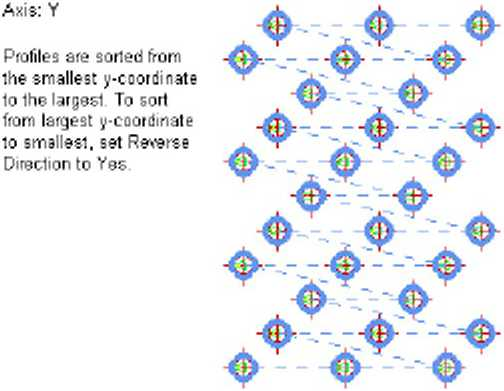 Axis: Y
Profiles are sorted from
the smallest y-coordinate
to the largest. To sort
from largest y-coordinate
to smallest, set Reverse
Direction to Yes.